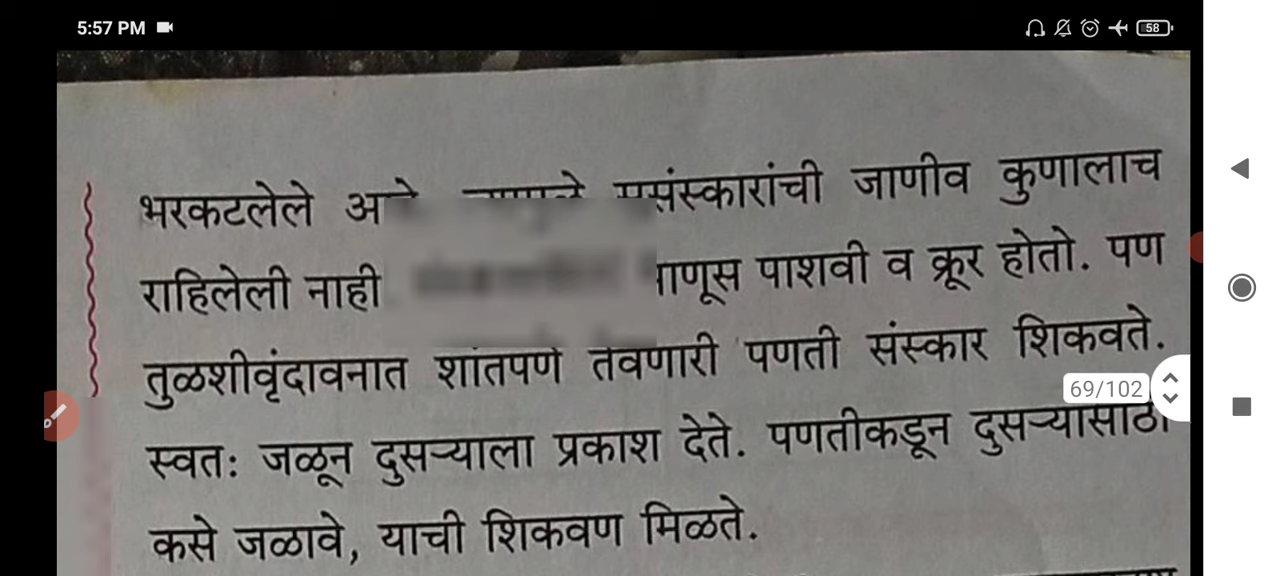 5:57 PM
58
भरकटलेले सुसंस्कारांची जाणीव कुणालाच
राहिलेली नाही पाशवी व क्रूर होतो. पण
तुळशीवृंदावनात शांतपणे तेवणारी पणती संस्कार शिकवते.
69/102
स्वतः जळून दुसऱ्याला प्रकाश देते. पणतीकडून दुसऱ्यासाठी
कसे जळावे, याची शिकवण मिळते.